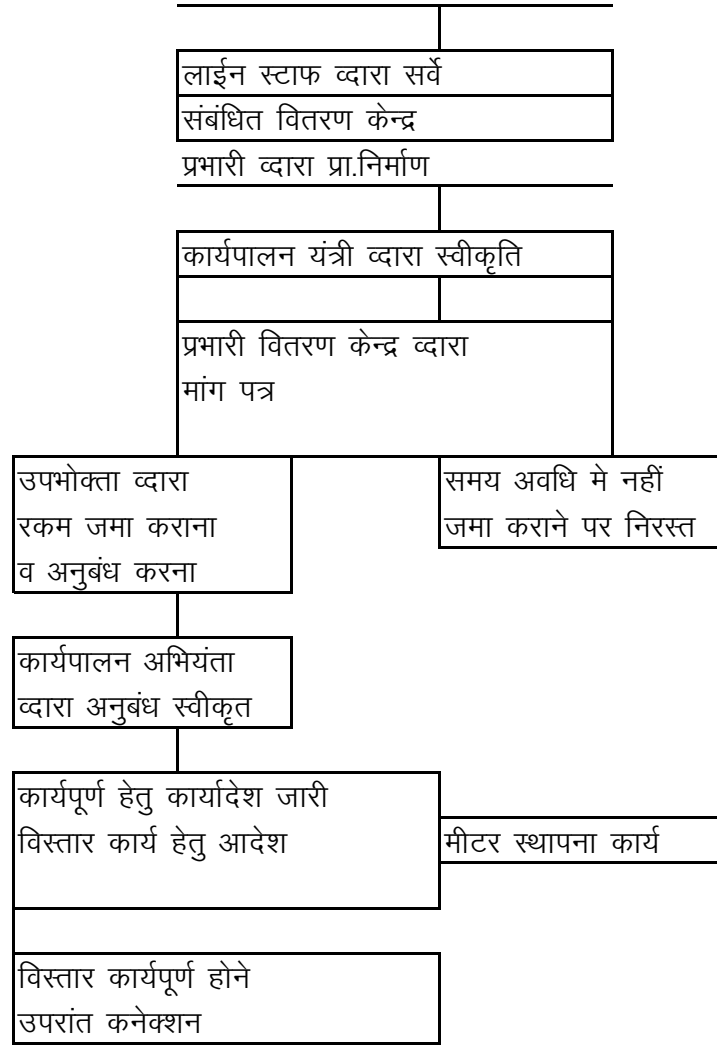 लाईन स्टाफ व्दारा सर्वे
संबंधित वितरण केन्द्र
प्रभारी व्दारा प्रा.निर्माण
कार्यपालन यंत्री व्दारा स्वीकृति
प्रभारी वितरण केन्द्र व्दारा
मांग पत्र
उपभोक्ता व्दारा
रकम जमा कराना
व अनुबंध करना
समय अवधि मे नहीं
जमा कराने पर निरस्त
कार्यपालन अभियंता
व्दारा अनुबंध स्वीकृत
कार्यपूर्ण हेतु कार्यादेश जारी
विस्तार कार्य हेतु आदेश
मीटर स्थापना कार्य
विस्तार कार्यपूर्ण होने
उपरांत कनेक्शन